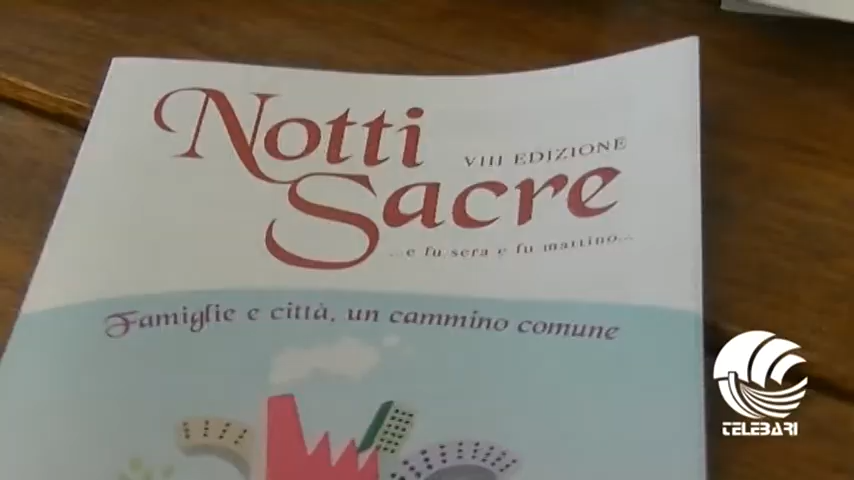 Notti
VIII EDIZIONE
Sacre
...e fu sera e fu mattino...
Famiglie e città, un cammino comune
TELEBARI